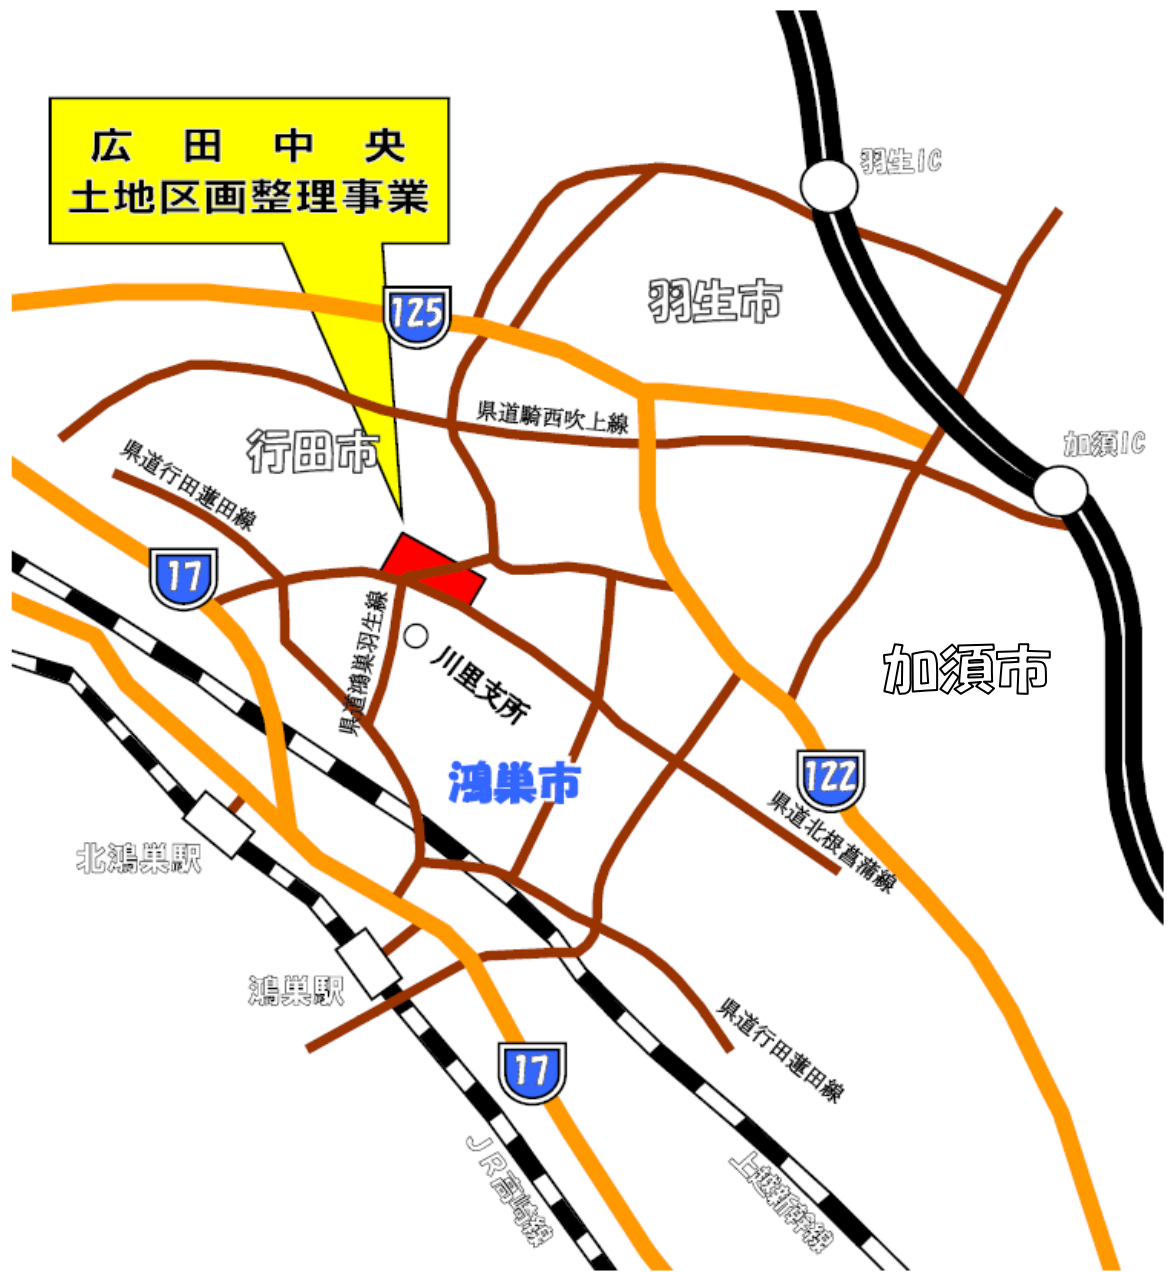 広田中央
土地区画整理事業
羽生IC
125
羽生市
県道騎西吹上線
行田市
加須IC
県道行田蓮田線
17
県道鴻巣羽生線
川里支所
加須市
鴻巣市
122
県道北根菖蒲線
北鴻巣駅
鴻巣駅
県道行田蓮田線
17
JR高崎線
上越新幹線